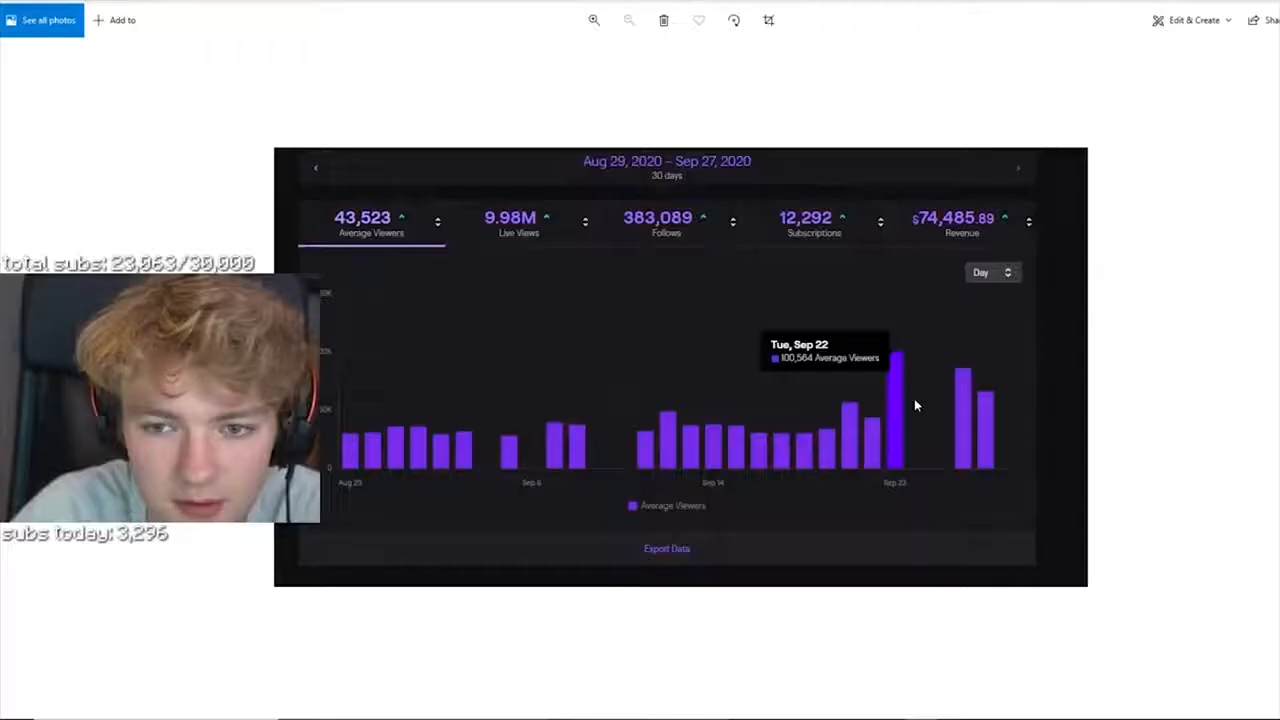 See all photos
Add to
Edit & Create
Aug 29, 2020 – Sep 27, 2020
30 days
43,523
Average Viewers
9.98M
Live Views
383,089
Follows
12,292
Subscriptions
$74,485.89
Revenue
total subs: 23,063/30,000
Day
Tue, Sep 22
100,564 Average Viewers
0
Aug 29
Sep 6
Sep 14
Sep 22
Average Viewers
subs today: 3,296
Export Data